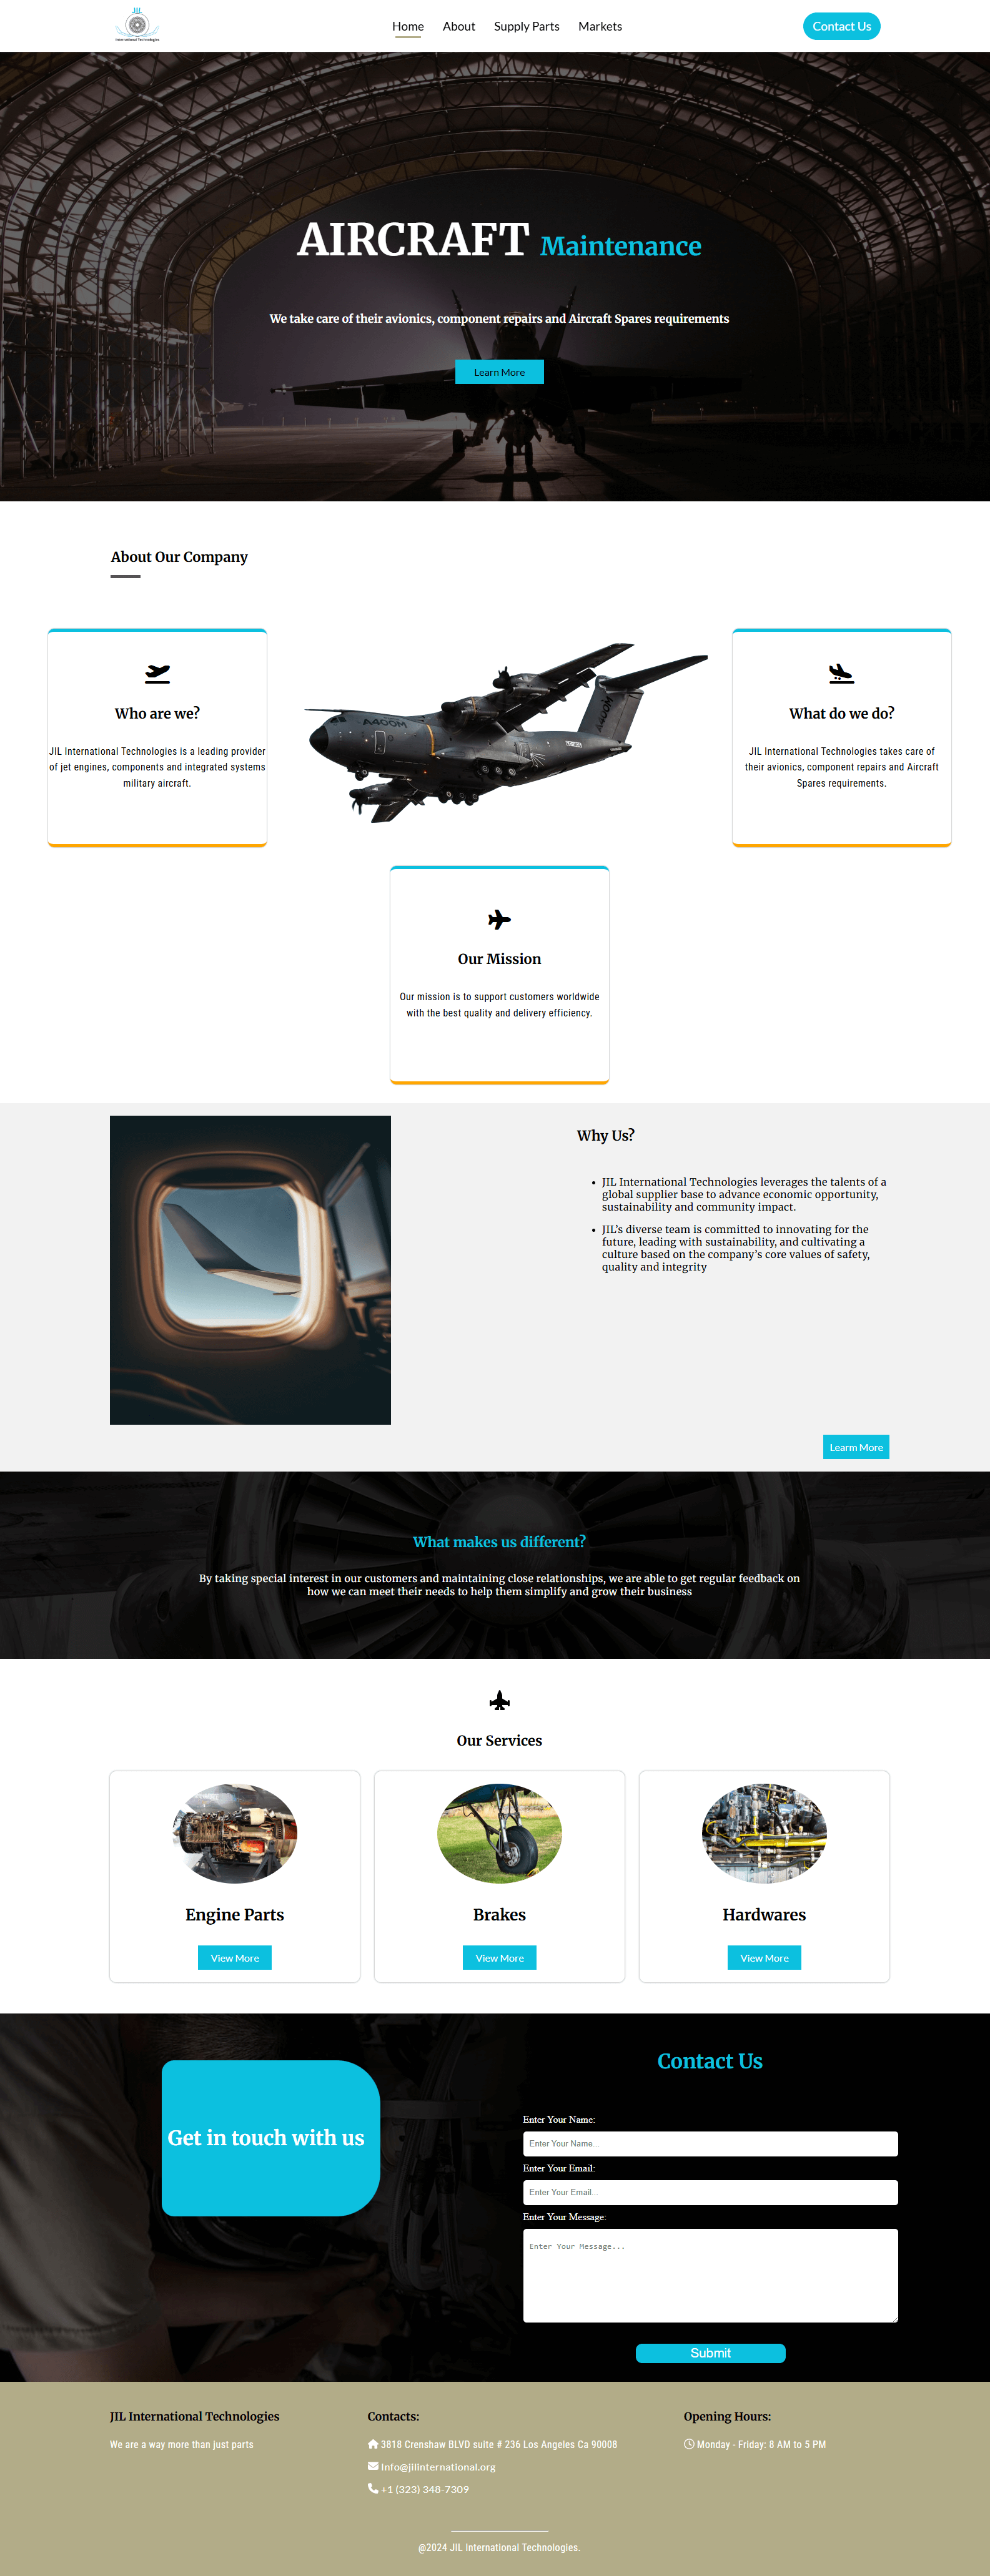 JIL
International Technologies
Home About Supply Parts Markets
Contact Us
AIRCRAFT Maintenance
We take care of their avionics, component repairs and Aircraft Spares requirements
Learn More
About Our Company
Who are we?
JIL International Technologies is a leading provider
of jet engines, components and integrated systems
military aircraft.
A400M
A400M
What do we do?
JIL International Technologies takes care of
their avionics, component repairs and Aircraft
Spares requirements.
Our Mission
Our mission is to support customers worldwide
with the best quality and delivery efficiency.
Why Us?
• JIL International Technologies leverages the talents of a
global supplier base to advance economic opportunity,
sustainability and community impact.
• JIL’s diverse team is committed to innovating for the
future, leading with sustainability, and cultivating a
culture based on the company’s core values of safety,
quality and integrity
Learn More
What makes us different?
By taking special interest in our customers and maintaining close relationships, we are able to get regular feedback on
how we can meet their needs to help them simplify and grow their business
Our Services
Engine Parts
View More
Brakes
View More
Hardwares
View More
Get in touch with us
Contact Us
Enter Your Name:
Enter Your Name...
Enter Your Email:
Enter Your Email...
Enter Your Message:
Enter Your Message...
Submit
JIL International Technologies
We are a way more than just parts
Contacts:
3818 Crenshaw BLVD suite # 236 Los Angeles Ca 90008
Info@jilinternational.org
+1 (323) 348-7309
Opening Hours:
Monday - Friday: 8 AM to 5 PM
@2024 JIL International Technologies.